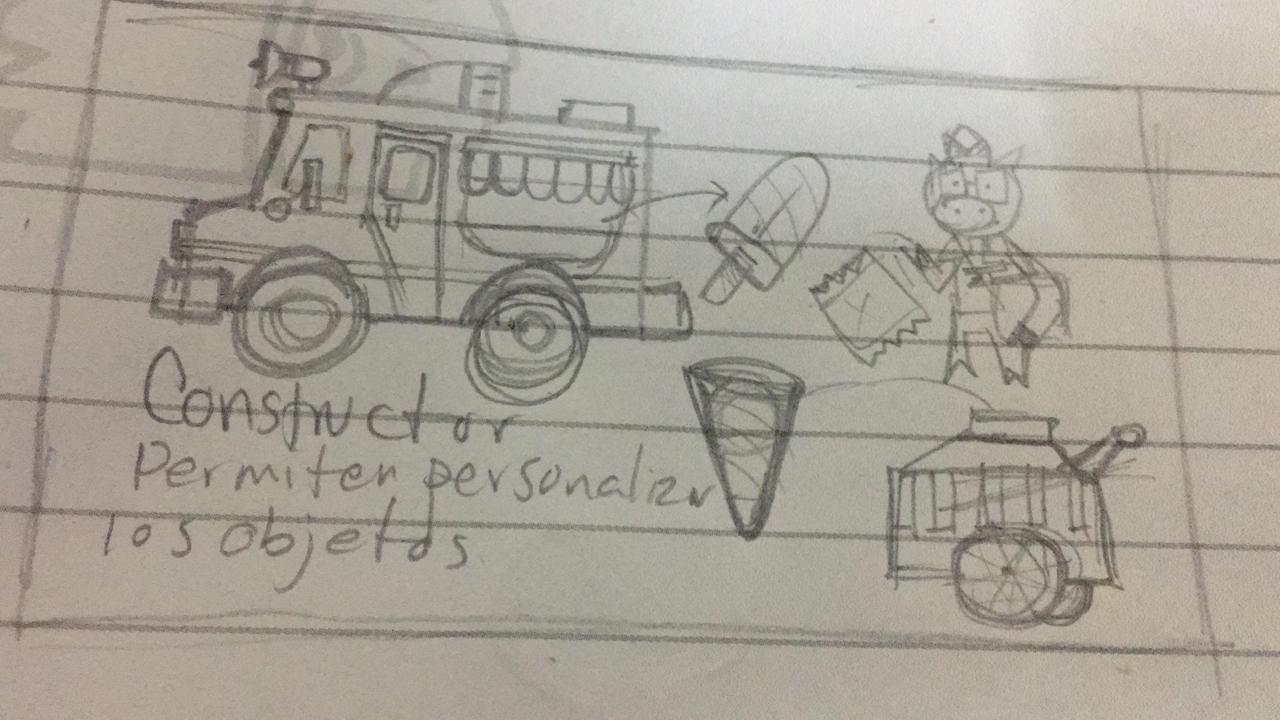 Constructor
Permiten personalizar
los objetos